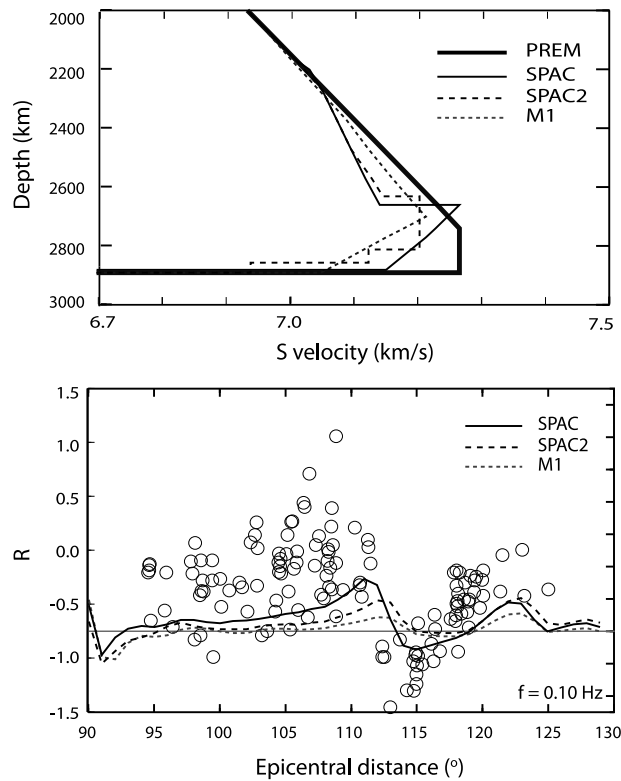 2000
2200
2400
2600
2800
3000
Depth (km)
PREM
SPAC
SPAC2
M1
6.7 7.0 7.5
S velocity (km/s)
1.5
1.0
0.5
0.0
-0.5
-1.0
-1.5
R
SPAC
SPAC2
M1
f = 0.10 Hz
90 95 100 105 110 115 120 125 130
Epicentral distance (º)